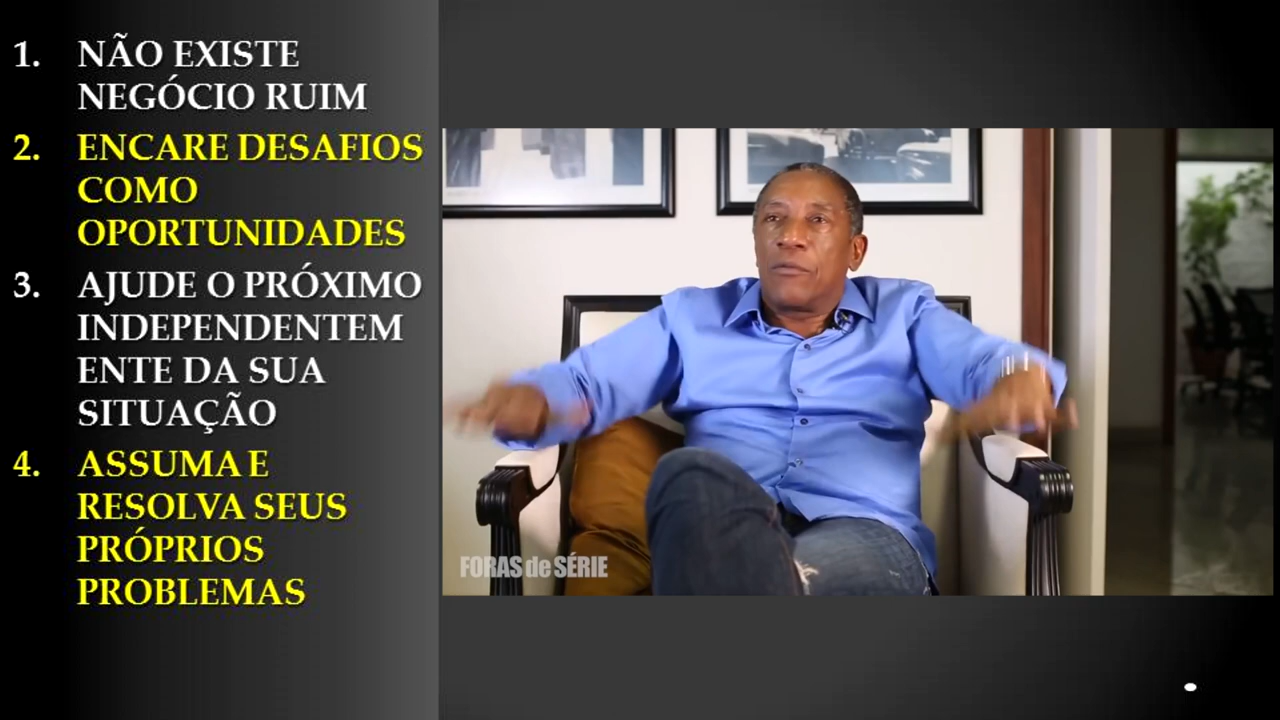 1. NÃO EXISTE
NEGÓCIO RUIM
2. ENCARE DESAFIOS
COMO
OPORTUNIDADES
3. AJUDE O PRÓXIMO
INDEPENDENTEM
ENTE DA SUA
SITUAÇÃO
4. ASSUMA E
RESOLVA SEUS
PRÓPRIOS
PROBLEMAS
FORAS de SÉRIE